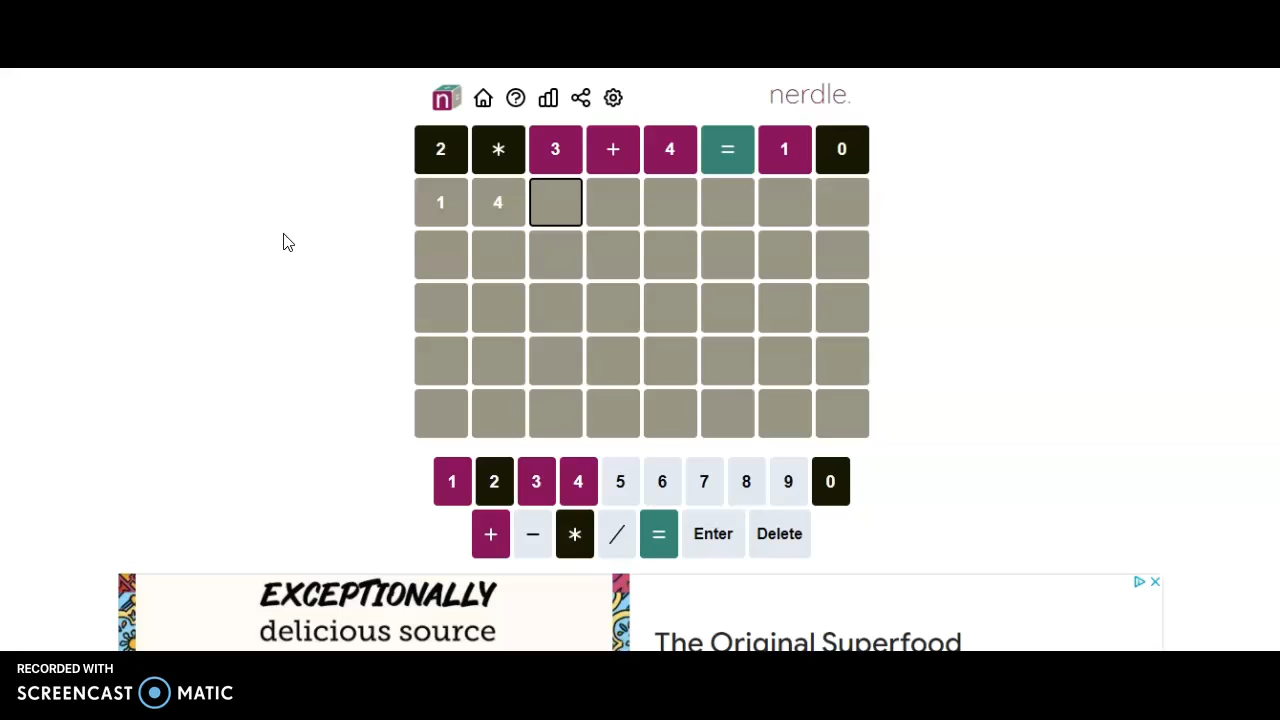 n
nerdle.
2 * 3 + 4 = 1 0
1 4
1 2 3 4 5 6 7 8 9 0
+ - * / = Enter Delete
EXCEPTIONALLY
delicious source
The Original Superfood
RECORDED WITH
SCREENCAST MATIC